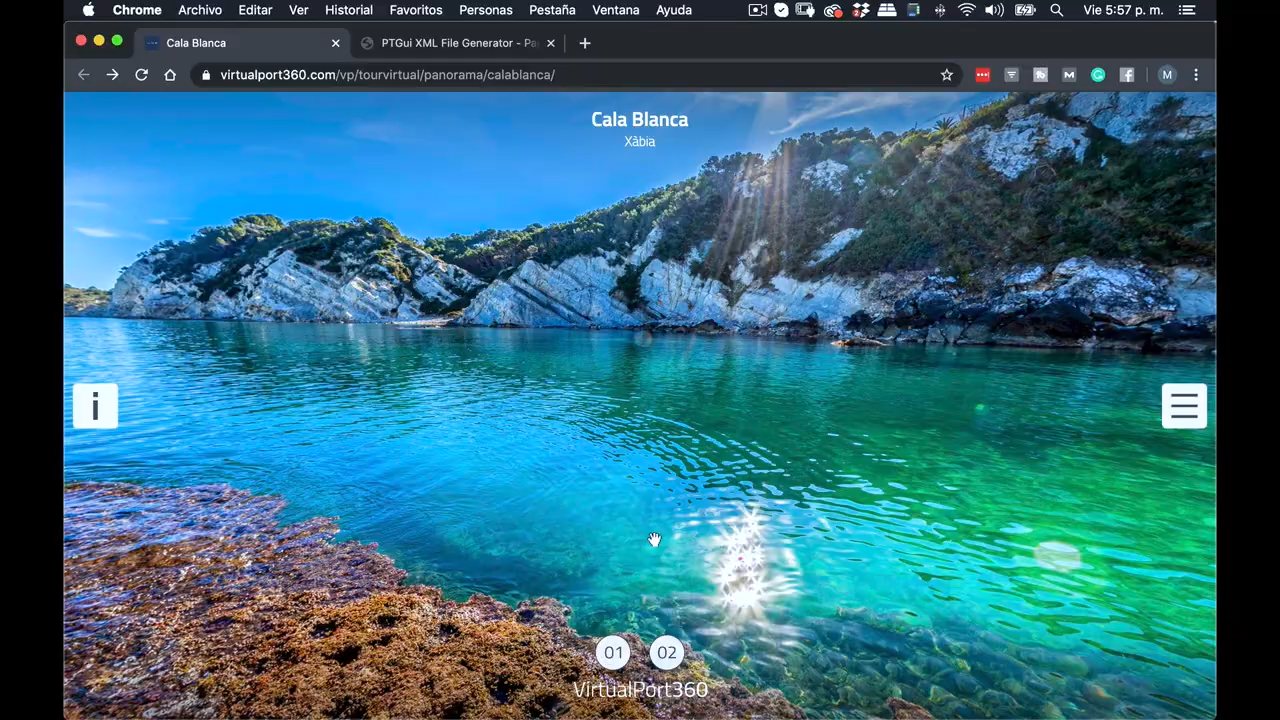 Chrome Archivo Editar Ver Historial Favoritos Personas Pestaña Ventana Ayuda Vie 5:57 p. m.
Cala Blanca PTGui XML File Generator - Pa
virtualport360.com/vp/tourvirtual/panorama/calablanca/ M
Cala Blanca
Xàbia
i
01 02
VirtualPort360